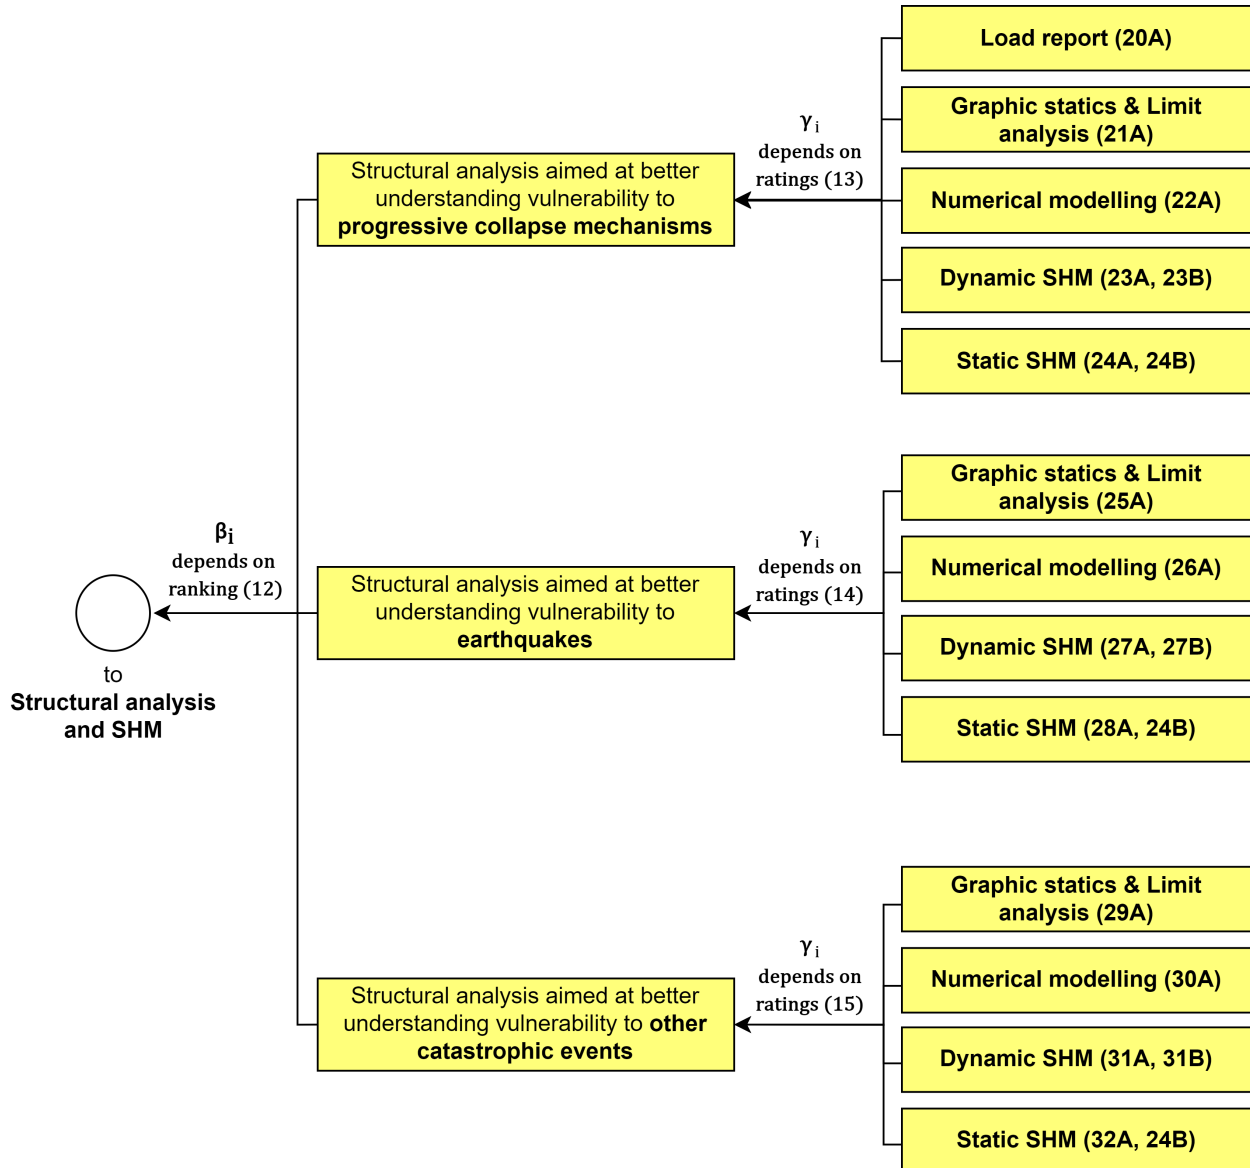 Load report (20A)
Graphic statics & Limit
analysis (21A)
γ i
depends on
ratings (13)
Structural analysis aimed at better
understanding vulnerability to
progressive collapse mechanisms
Numerical modelling (22A)
Dynamic SHM (23A, 23B)
Static SHM (24A, 24B)
Graphic statics & Limit
analysis (25A)
β i
depends on
ranking (12)
γ i
depends on
ratings (14)
Structural analysis aimed at better
understanding vulnerability to
earthquakes
Numerical modelling (26A)
Dynamic SHM (27A, 27B)
to
Structural analysis
and SHM
Static SHM (28A, 24B)
Graphic statics & Limit
analysis (29A)
γ i
depends on
ratings (15)
Structural analysis aimed at better
understanding vulnerability to other
catastrophic events
Numerical modelling (30A)
Dynamic SHM (31A, 31B)
Static SHM (32A, 24B)